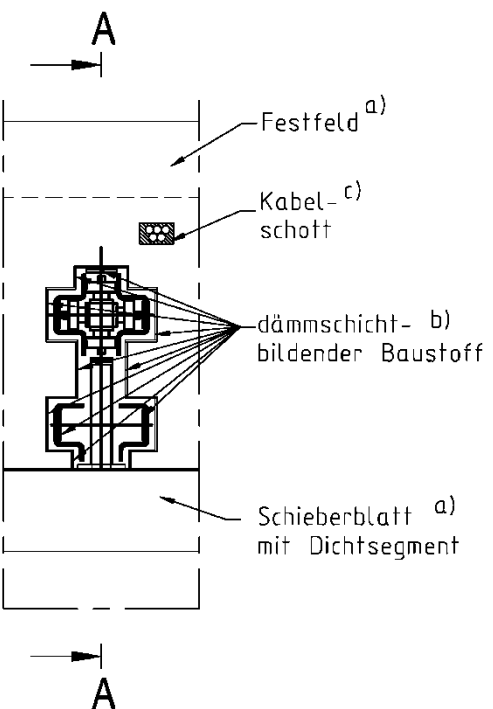 A
Festfeld a)
Kabel- c)
schott
dämmschicht- b)
bildender Baustoff
Schieberblatt a)
mit Dichtsegment
A